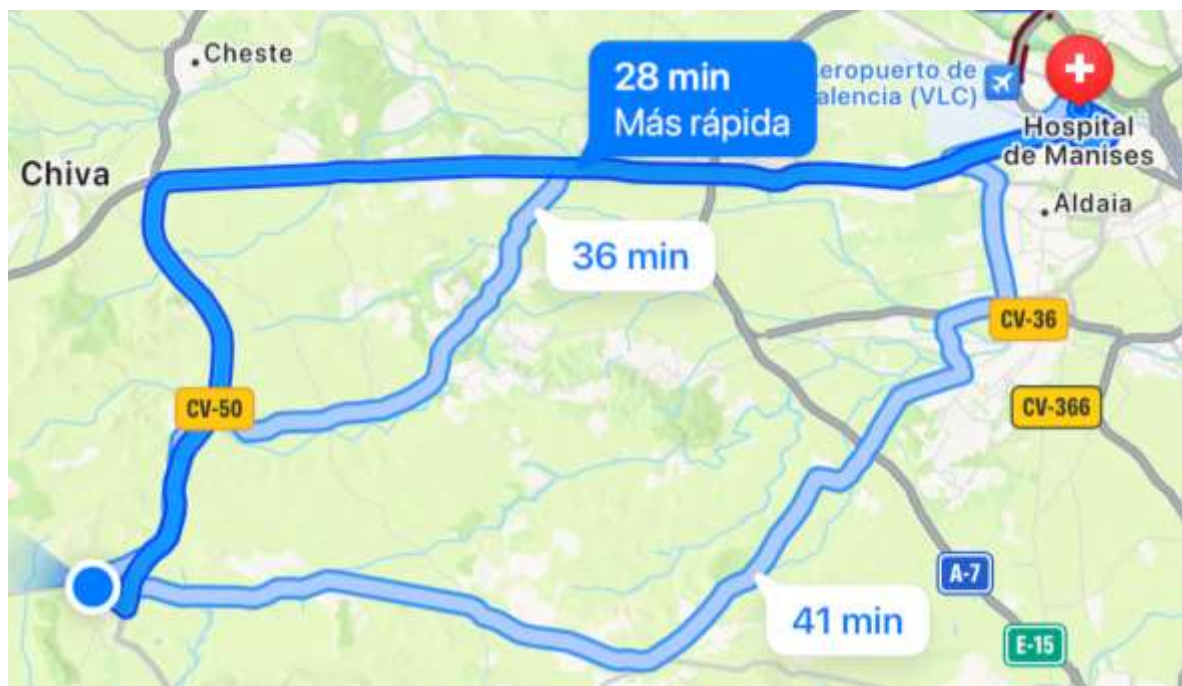 Cheste
28 min
Más rápida
eropuerto de
alencia (VLC)
Hospital
de Manises
Chiva
Aldaia
36 min
CV-36
CV-50
CV-366
A-7
41 min
E-15